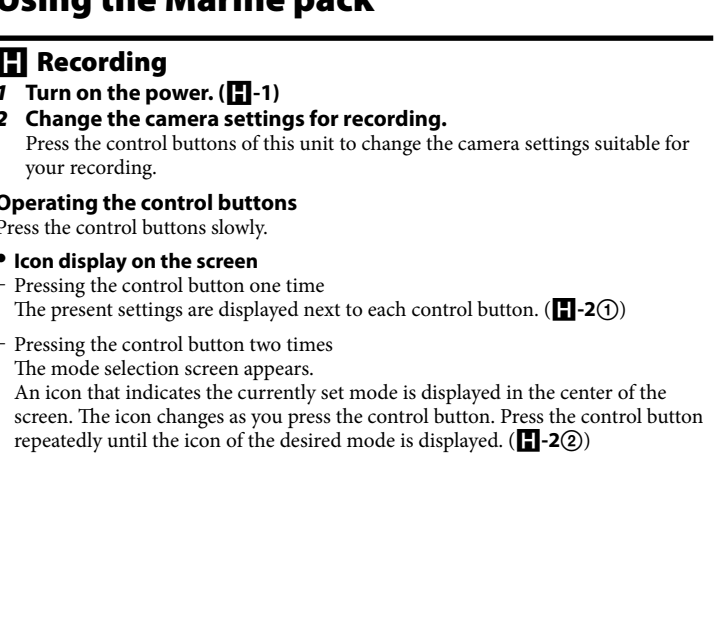 Using the Marine pack
H Recording
1 Turn on the power. (H-1)
2 Change the camera settings for recording.
Press the control buttons of this unit to change the camera settings suitable for
your recording.
Operating the control buttons
Press the control buttons slowly.
• Icon display on the screen
– Pressing the control button one time
The present settings are displayed next to each control button. (H-2①)
– Pressing the control button two times
The mode selection screen appears.
An icon that indicates the currently set mode is displayed in the center of the
screen. The icon changes as you press the control button. Press the control button
repeatedly until the icon of the desired mode is displayed. (H-2②)